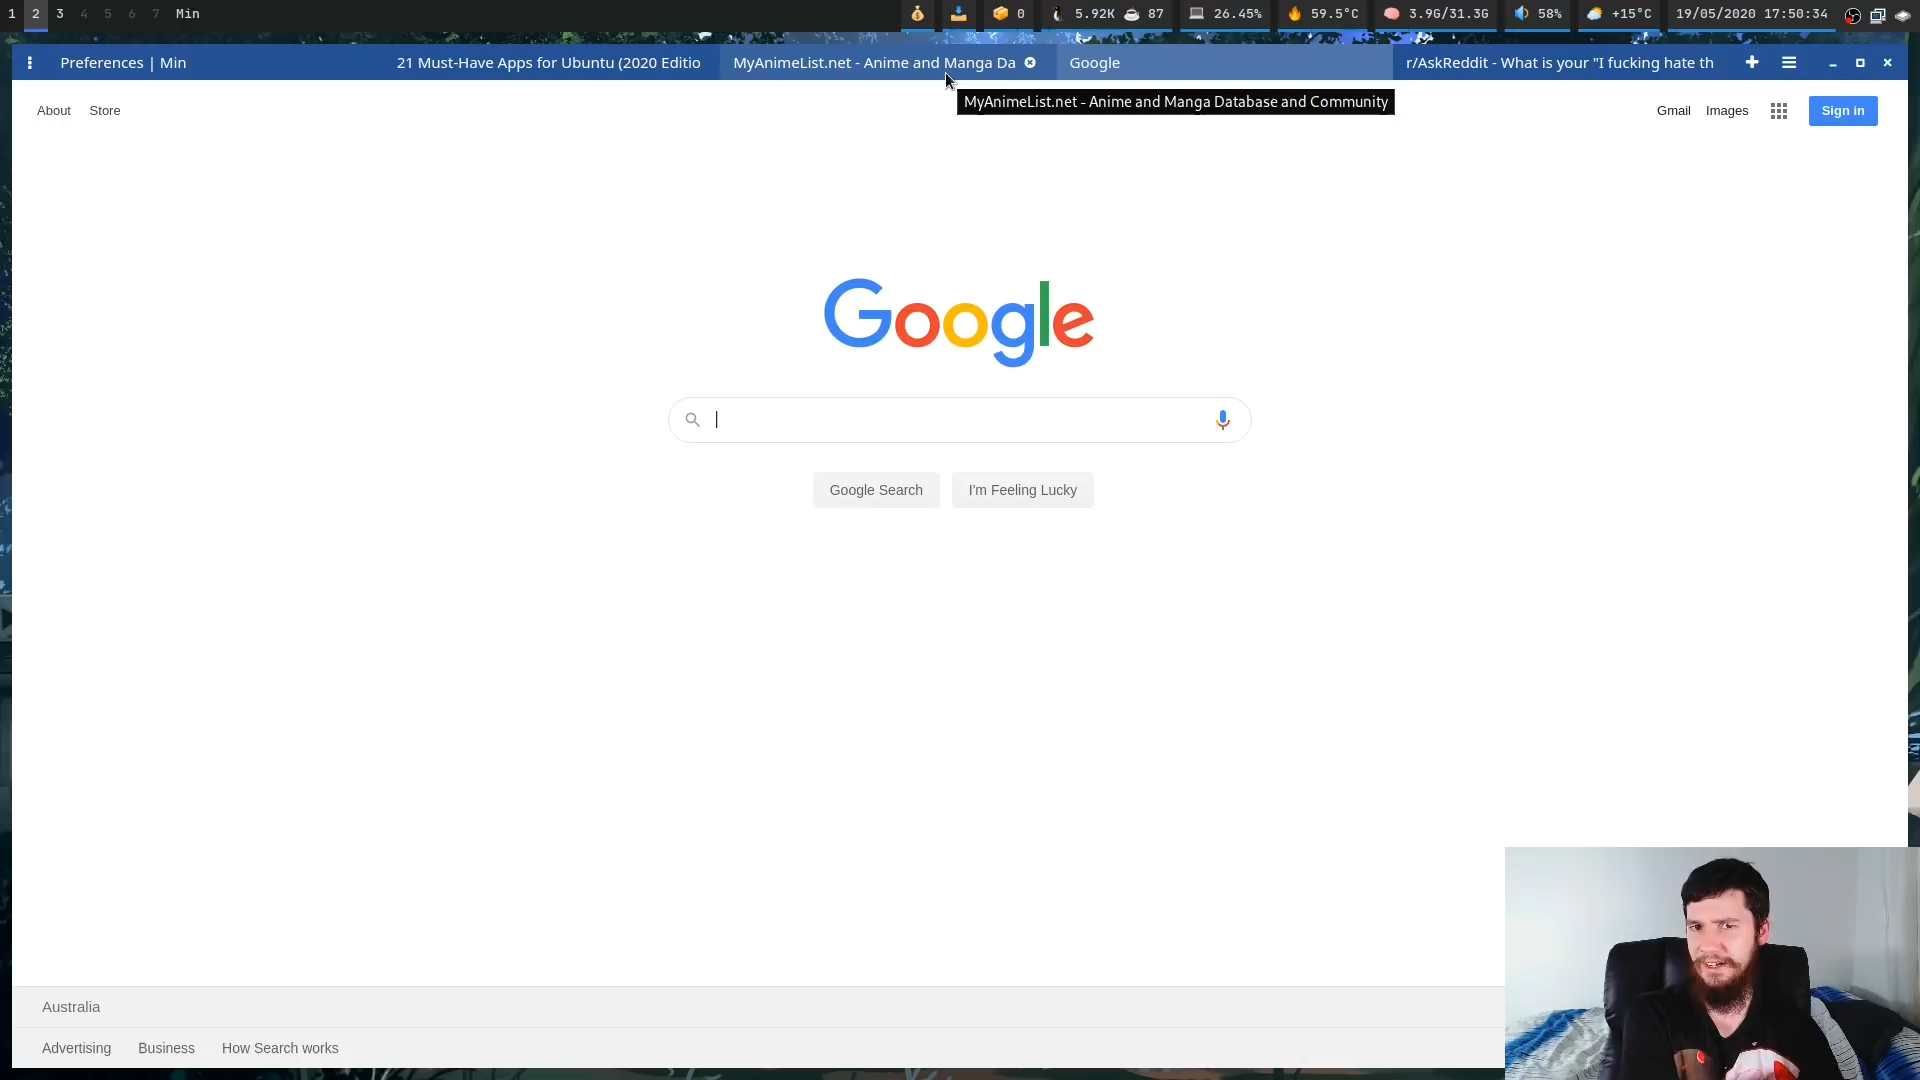 1 2 3 4 5 6 7 Min 0 5.92K 87 26.45% 59.5°C 3.9G/31.3G 58% +15°C 19/05/2020 17:50:34
Preferences | Min 21 Must-Have Apps for Ubuntu (2020 Editio MyAnimeList.net - Anime and Manga Da Google r/AskReddit - What is your "I fucking hate th
MyAnimeList.net - Anime and Manga Database and Community
About Store Gmail Images Sign in
Google
Google Search I'm Feeling Lucky
Australia
Advertising Business How Search works